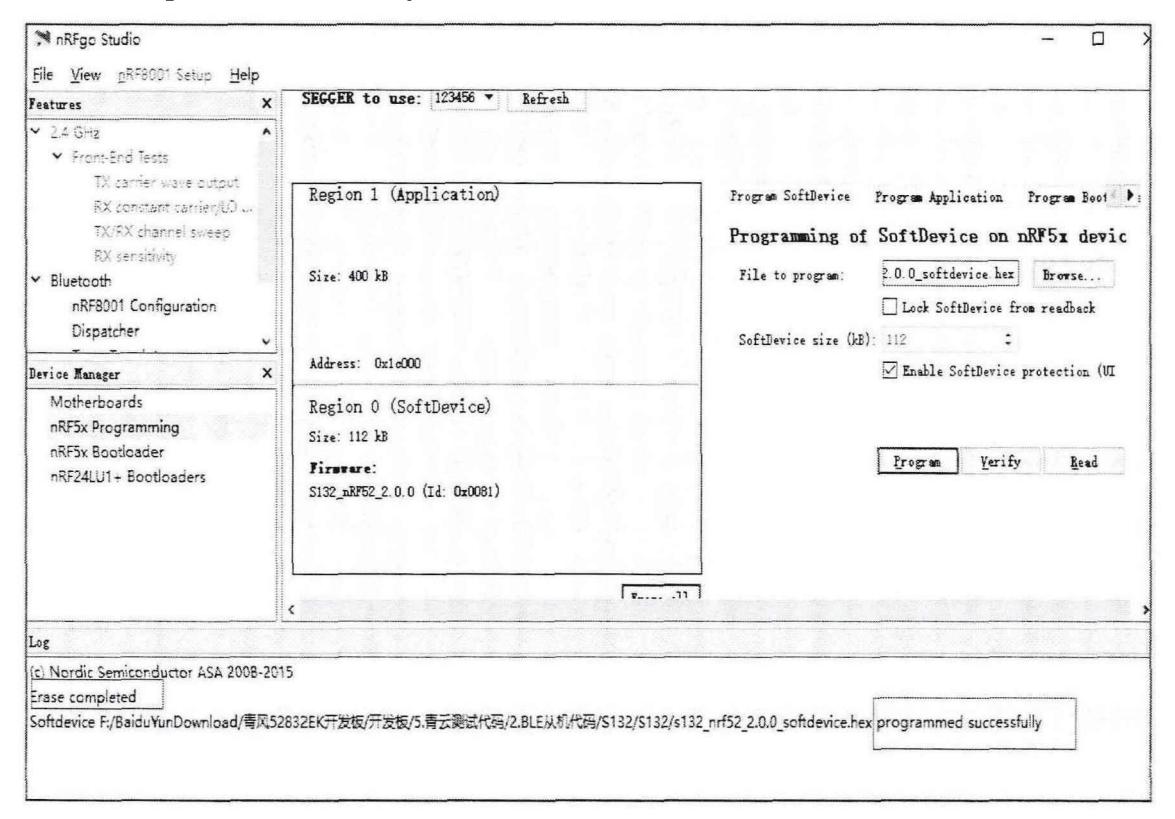 nRFgo Studio
File View nRF8001 Setup Help
Features X
2.4 GHz
Front-End Tests
TX carrier wave output
RX constant carrier/LO ...
TX/RX channel sweep
RX sensitivity
Bluetooth
nRF8001 Configuration
Dispatcher
Device Manager X
Motherboards
nRF5x Programming
nRF5x Bootloader
nRF24LU1+ Bootloaders
SEGGER to use: 123456 Refresh
Region 1 (Application)
Size: 400 kB
Address: 0x1c000
Region 0 (SoftDevice)
Size: 112 kB
Firmware:
S132_nRF52_2.0.0 (Id: 0x0081)
Program SoftDevice Program Application Program Boot
Programming of SoftDevice on nRF5x devic
File to program: 2.0.0_softdevice.hex Browse...
Lock SoftDevice from readback
SoftDevice size (kB): 112
Enable SoftDevice protection (UI
Program Verify Read
Log
(c) Nordic Semiconductor ASA 2008-2015
Erase completed
Softdevice F:/BaiduYunDownload/青风52832EK开发板/开发板/5.青云测试代码/2.BLE从机代码/S132/S132/s132_nrf52_2.0.0_softdevice.hex programmed successfully